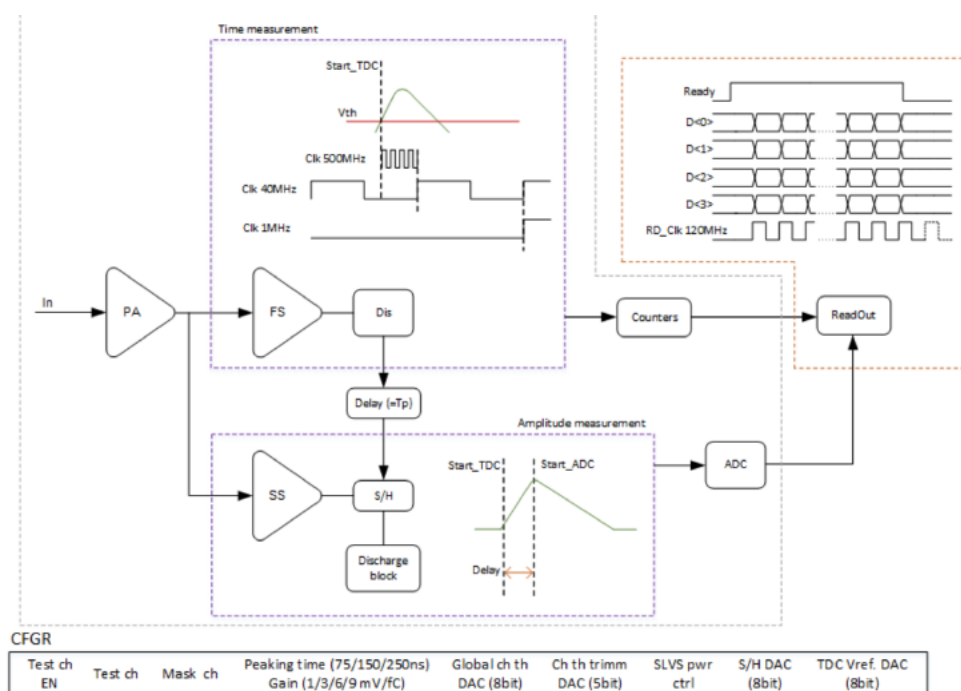 Time measurement
Start_TDC
Vth
Clk 500MHz
Clk 40MHz
Clk 1MHz
Ready
D<0>
D<1>
D<2>
D<3>
RD_Clk 120MHz
In
PA
FS
Dis
Counters
ReadOut
Delay (=Tp)
Amplitude measurement
SS
S/H
Start_TDC
Start_ADC
ADC
Discharge
block
Delay
CFGR
Test ch
EN
Test ch
Mask ch
Peaking time (75/150/250ns)
Gain (1/3/6/9 mV/fC)
Global ch th
DAC (8bit)
Ch th trimm
DAC (5bit)
SLVS pwr
ctrl
S/H DAC
(8bit)
TDC Vref. DAC
(8bit)